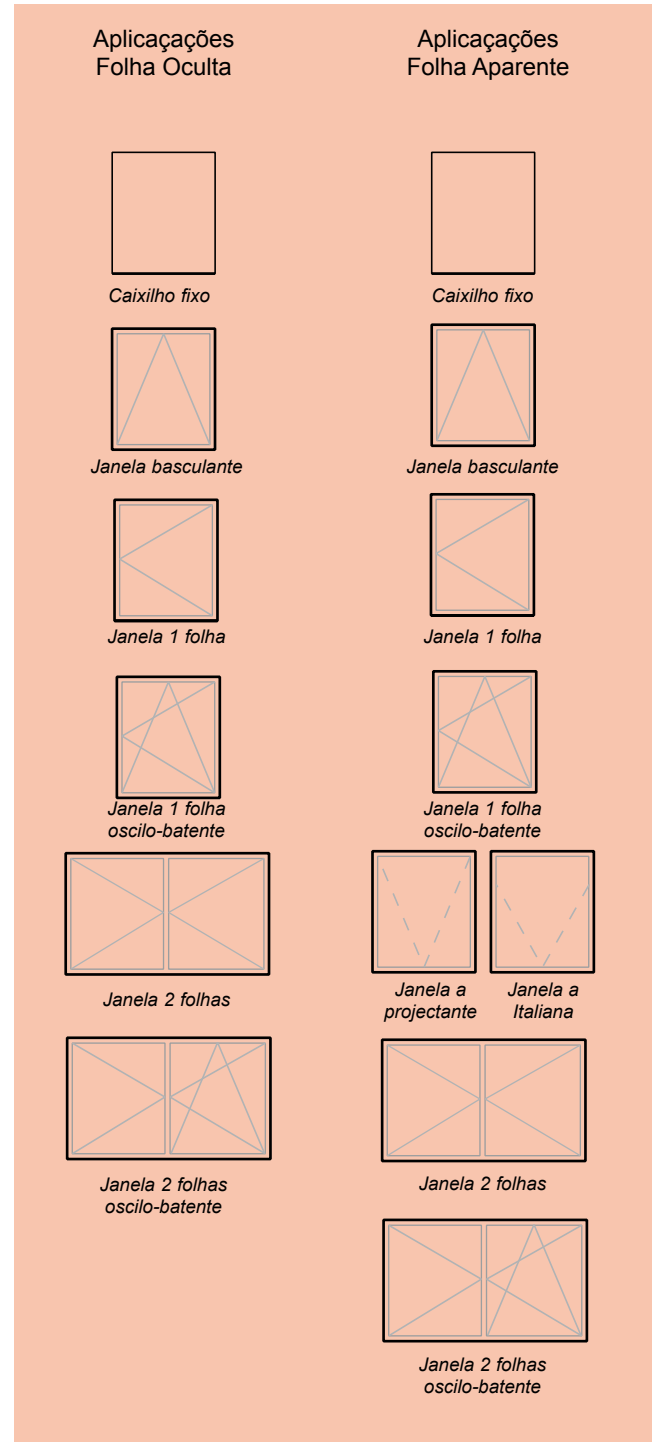 Aplicaçações
Folha Oculta
Caixilho fixo
Janela basculante
Janela 1 folha
Janela 1 folha
oscilo-batente
Janela 2 folhas
Janela 2 folhas
oscilo-batente
Aplicaçações
Folha Aparente
Caixilho fixo
Janela basculante
Janela 1 folha
Janela 1 folha
oscilo-batente
Janela a
projectante
Janela a
Italiana
Janela 2 folhas
Janela 2 folhas
oscilo-batente